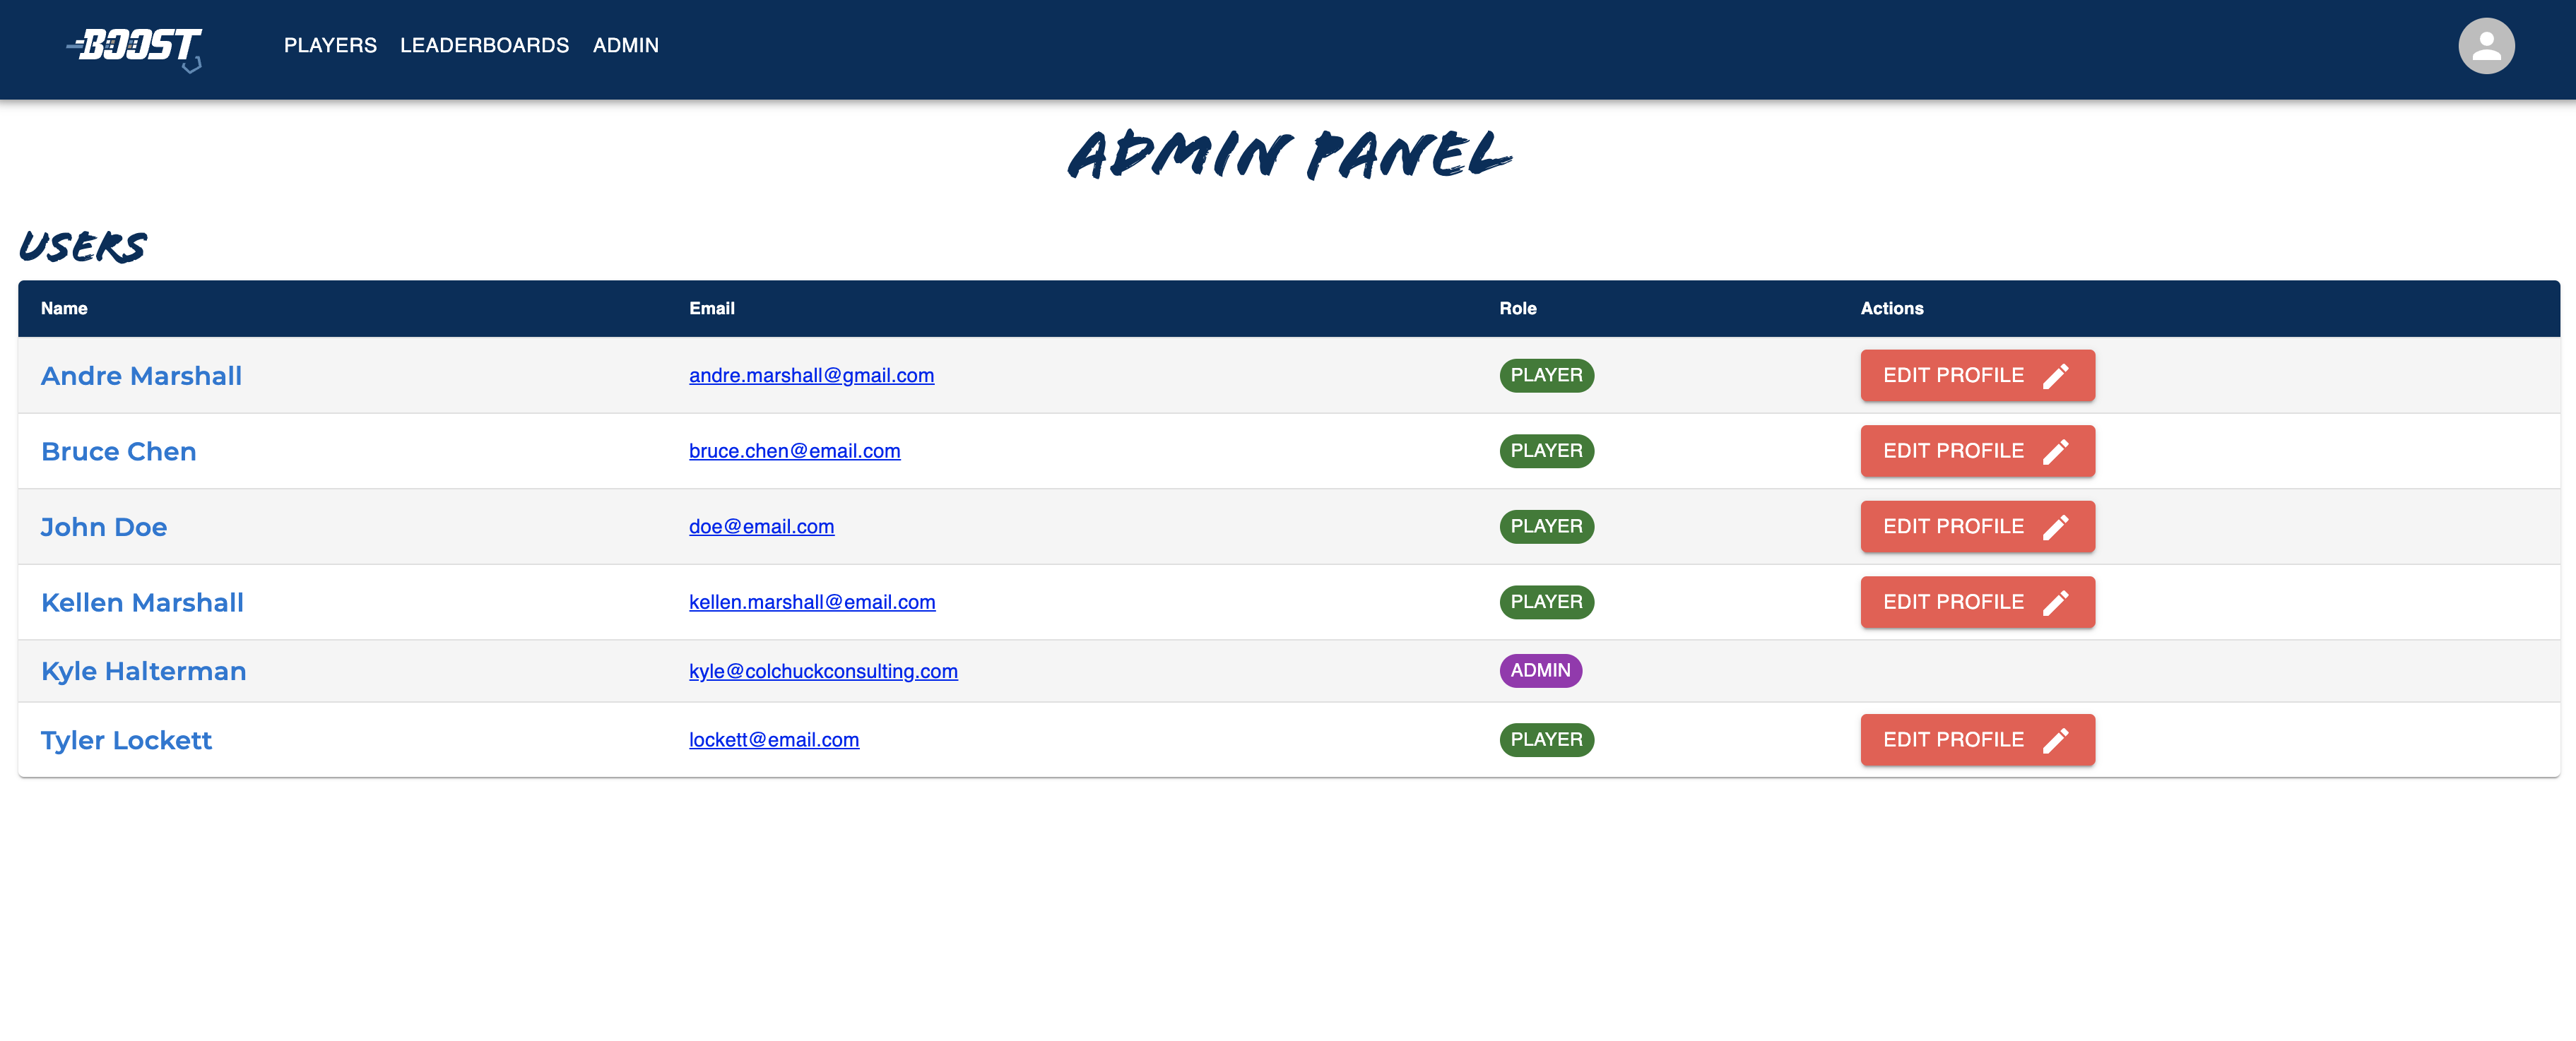 BOOST PLAYERS LEADERBOARDS ADMIN
ADMIN PANEL
USERS
Name Email Role Actions
Andre Marshall andre.marshall@gmail.com PLAYER EDIT PROFILE
Bruce Chen bruce.chen@email.com PLAYER EDIT PROFILE
John Doe doe@email.com PLAYER EDIT PROFILE
Kellen Marshall kellen.marshall@email.com PLAYER EDIT PROFILE
Kyle Halterman kyle@colchuckconsulting.com ADMIN
Tyler Lockett lockett@email.com PLAYER EDIT PROFILE